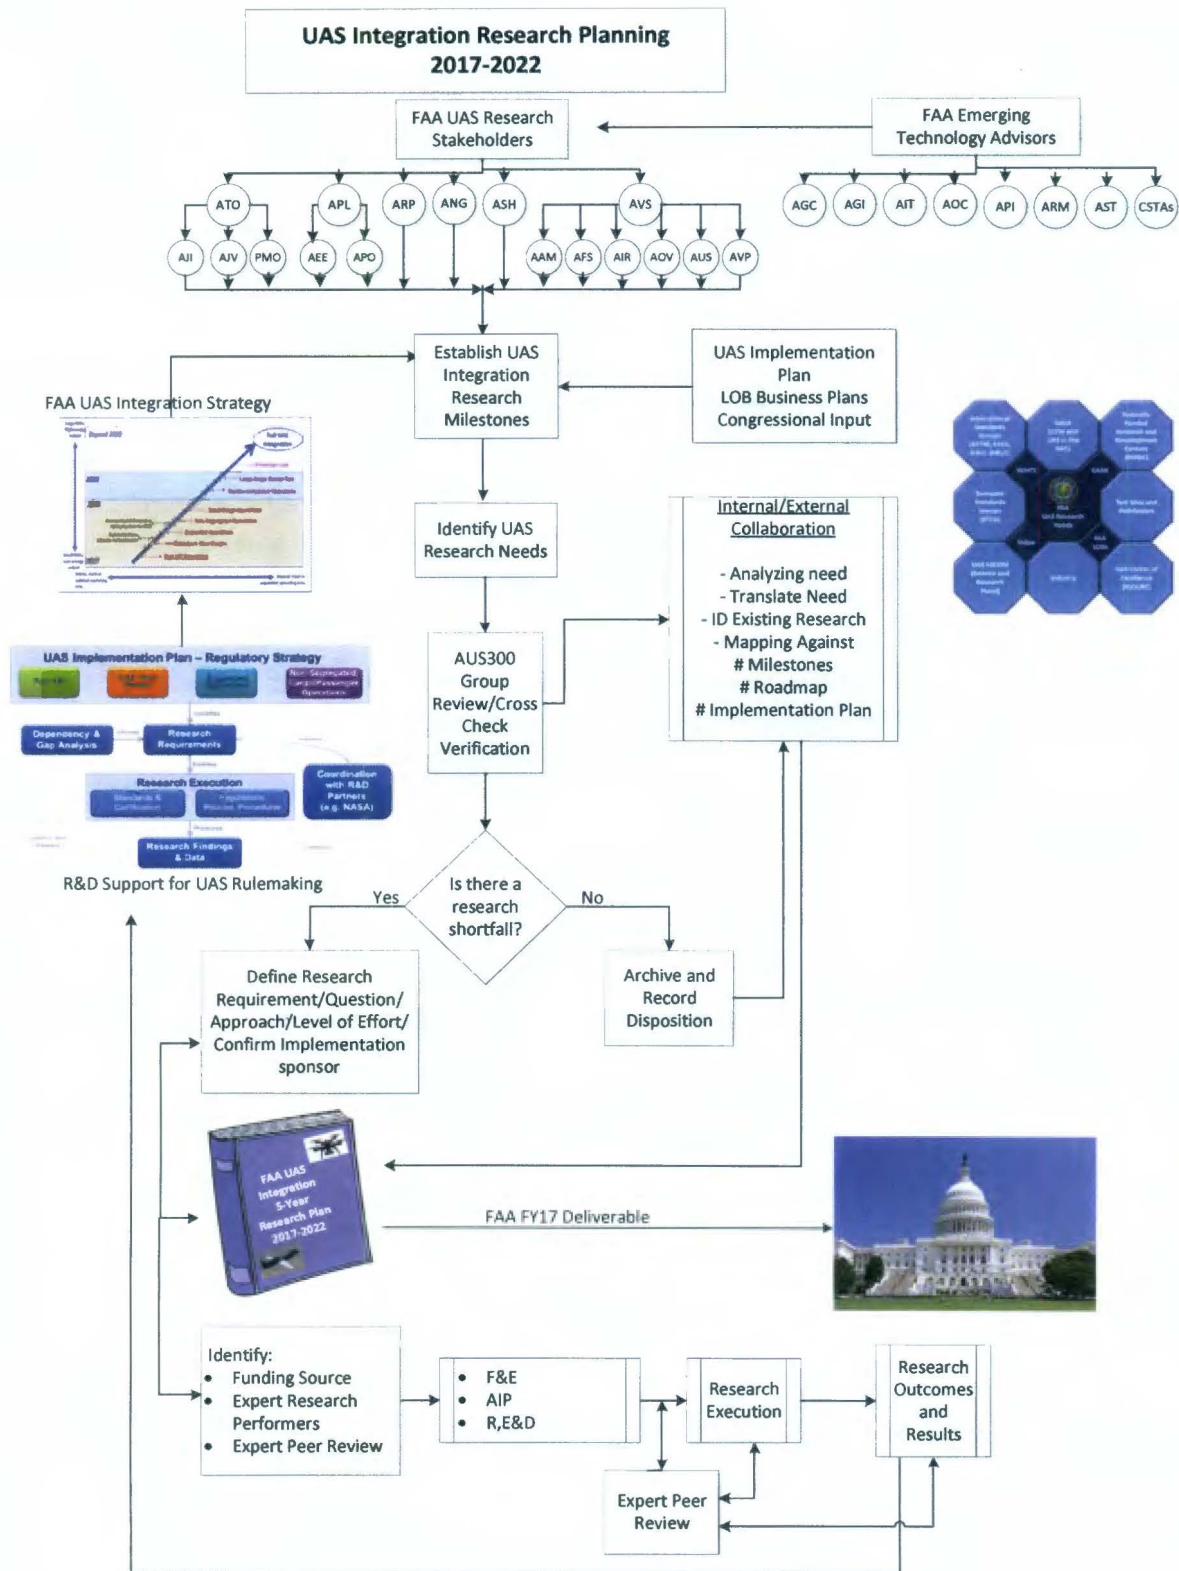 UAS Integration Research Planning
2017-2022
FAA UAS Research
Stakeholders
FAA Emerging
Technology Advisors
ATO
APL
ARP
ANG
ASH
AVS
AGC
AGI
AIT
AOC
API
ARM
AST
CSTAs
AJI
AJV
PMO
AEE
APO
AAM
AFS
AIR
AOV
AUS
AVP
Establish UAS
Integration
Research
Milestones
UAS Implementation
Plan
LOB Business Plans
Congressional Input
FAA UAS Integration Strategy
Identify UAS
Research Needs
Internal/External
Collaboration
- Analyzing need
- Translate Need
- ID Existing Research
- Mapping Against
# Milestones
# Roadmap
# Implementation Plan
AUS300
Group
Review/Cross
Check
Verification
UAS Implementation Plan – Regulatory Strategy
Dependency &
Gap Analysis
Research
Requirements
Research Execution
Standards &
Coordination
with R&D
Partners
(e.g. NASA)
Research Findings
& Data
R&D Support for UAS Rulemaking
Is there a
research
shortfall?
Yes
No
Define Research
Requirement/Question/
Approach/Level of Effort/
Confirm Implementation
sponsor
Archive and
Record
Disposition
FAA UAS
Integration
5-Year
Research Plan
2017-2022
FAA FY17 Deliverable
Identify:
• Funding Source
• Expert Research
Performers
• Expert Peer Review
• F&E
• AIP
• R,E&D
Research
Execution
Research
Outcomes
and
Results
Expert Peer
Review